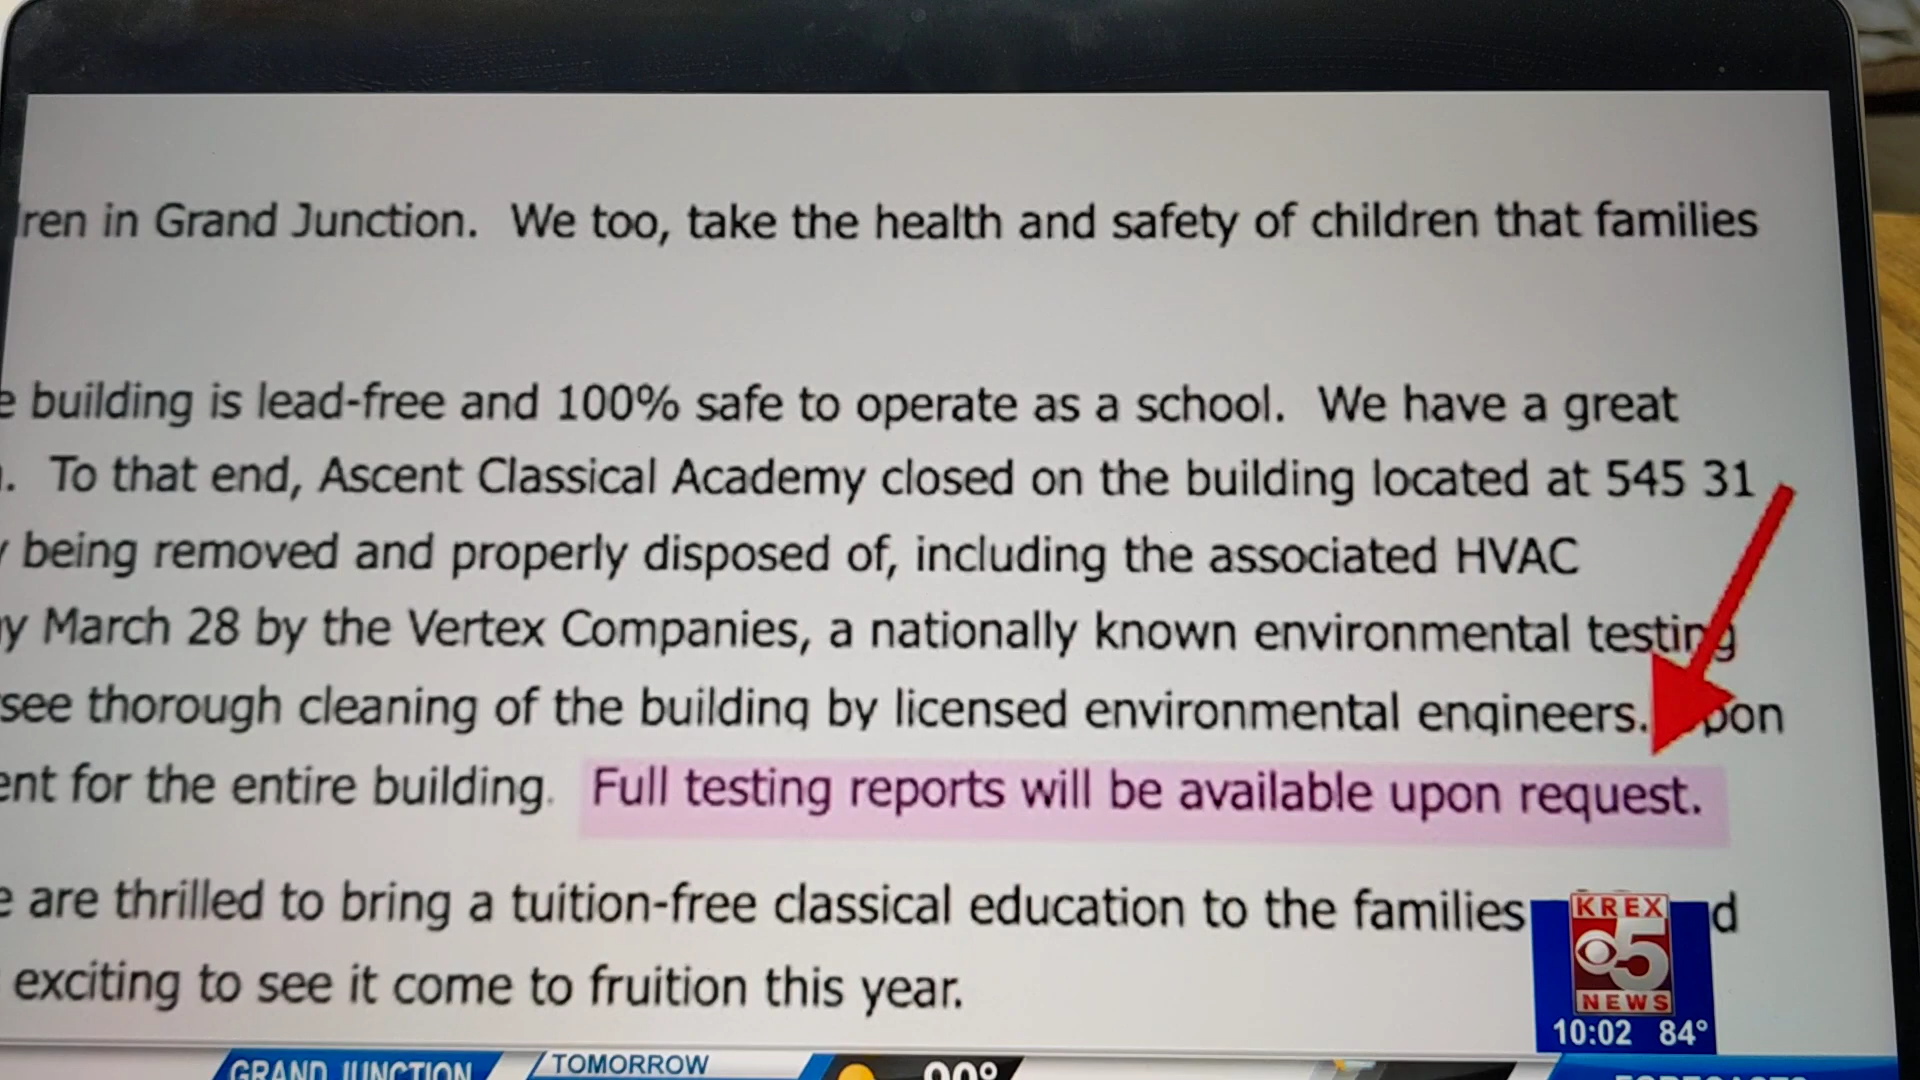 ren in Grand Junction. We too, take the health and safety of children that families
building is lead-free and 100% safe to operate as a school. We have a great
. To that end, Ascent Classical Academy closed on the building located at 545 31
being removed and properly disposed of, including the associated HVAC
y March 28 by the Vertex Companies, a nationally known environmental testing
see thorough cleaning of the building by licensed environmental engineers. Upon
ent for the entire building. Full testing reports will be available upon request.
e are thrilled to bring a tuition-free classical education to the families
exciting to see it come to fruition this year.
KREX
5
NEWS
10:02 84°
GRAND JUNCTION
TOMORROW
90°